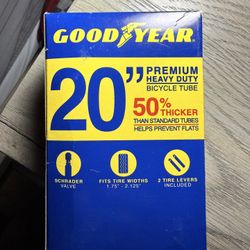 GOODYEAR
20"
PREMIUM
HEAVY DUTY
BICYCLE TUBE
50%
THICKER
THAN STANDARD TUBES
HELPS PREVENT FLATS
SCHRADER
VALVE
FITS TIRE WIDTHS
1.75" - 2.125"
2 TIRE LEVERS
INCLUDED